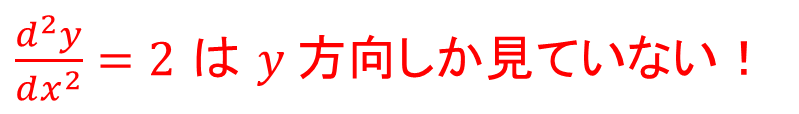 d²y/dx² = 2 は y 方向しか見ていない！